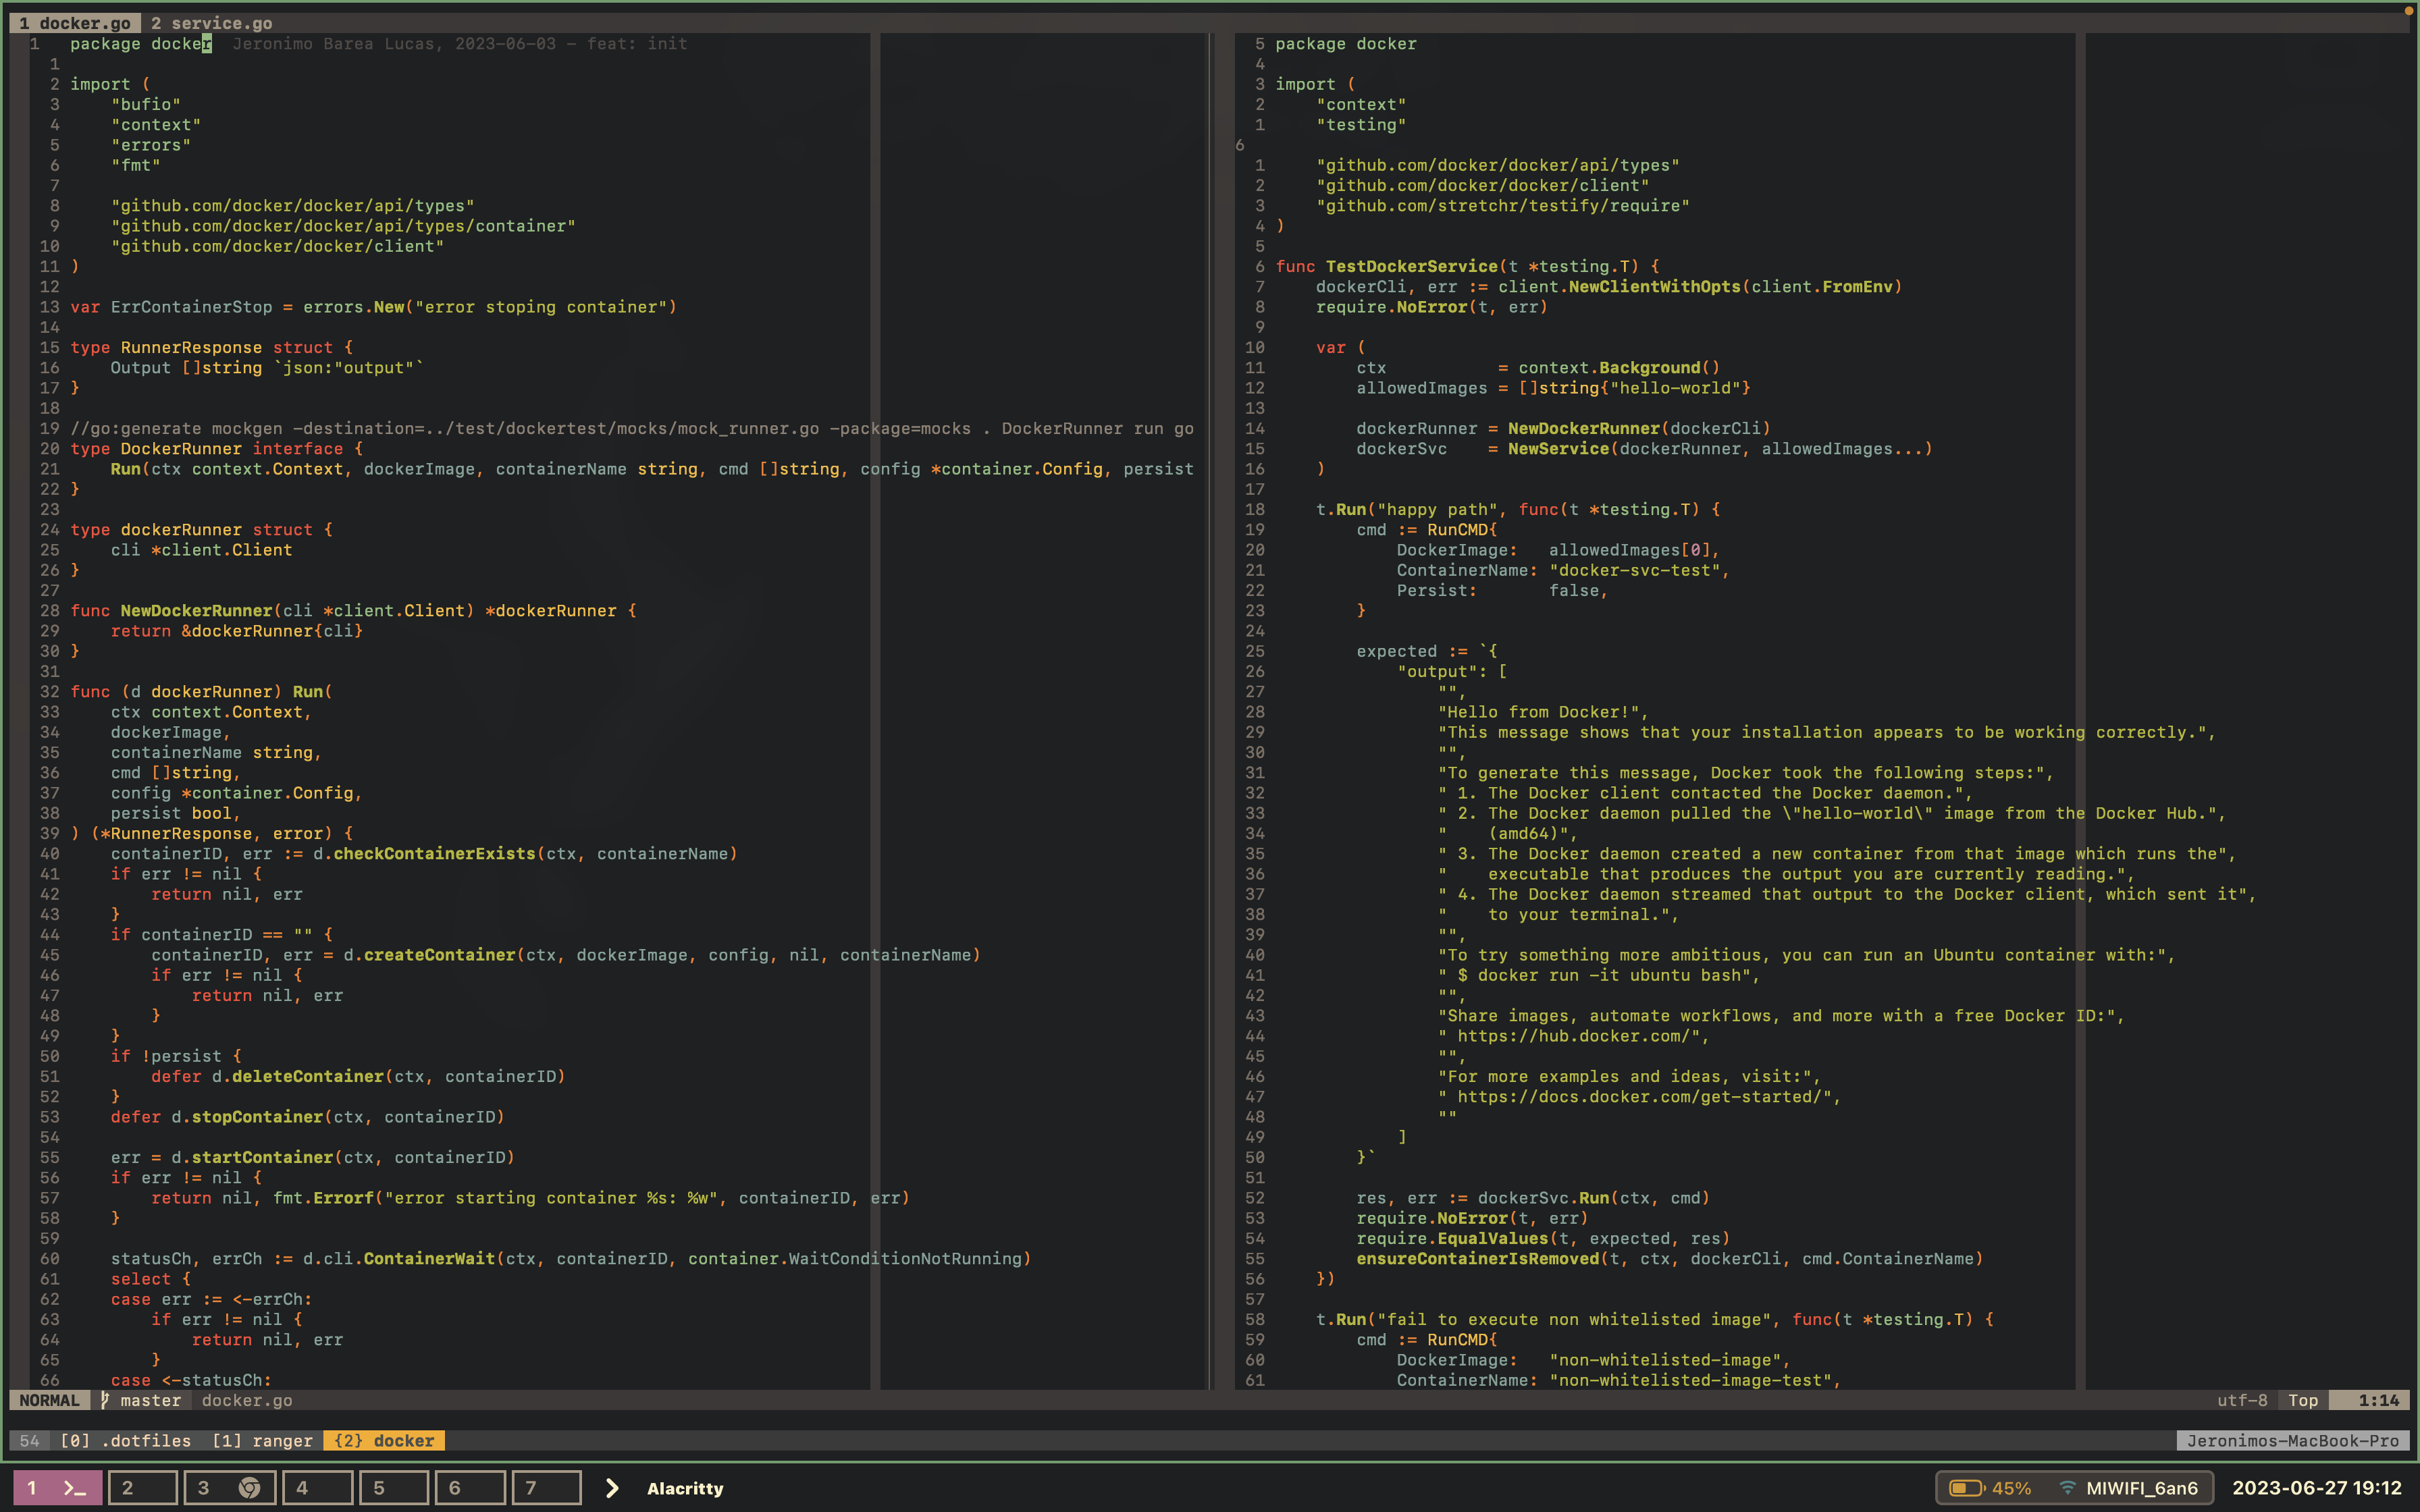 1 docker.go  2 service.go
1   package docker  Jeronimo Barea Lucas, 2023-06-03 - feat: init
1
2 import (
3     "bufio"
4     "context"
5     "errors"
6     "fmt"
7
8     "github.com/docker/docker/api/types"
9     "github.com/docker/docker/api/types/container"
10     "github.com/docker/docker/client"
11 )
12
13 var ErrContainerStop = errors.New("error stoping container")
14
15 type RunnerResponse struct {
16     Output []string `json:"output"`
17 }
18
19 //go:generate mockgen -destination=../test/dockertest/mocks/mock_runner.go -package=mocks . DockerRunner run go
20 type DockerRunner interface {
21     Run(ctx context.Context, dockerImage, containerName string, cmd []string, config *container.Config, persist
22 }
23
24 type dockerRunner struct {
25     cli *client.Client
26 }
27
28 func NewDockerRunner(cli *client.Client) *dockerRunner {
29     return &dockerRunner{cli}
30 }
31
32 func (d dockerRunner) Run(
33     ctx context.Context,
34     dockerImage,
35     containerName string,
36     cmd []string,
37     config *container.Config,
38     persist bool,
39 ) (*RunnerResponse, error) {
40     containerID, err := d.checkContainerExists(ctx, containerName)
41     if err != nil {
42         return nil, err
43     }
44     if containerID == "" {
45         containerID, err = d.createContainer(ctx, dockerImage, config, nil, containerName)
46         if err != nil {
47             return nil, err
48         }
49     }
50     if !persist {
51         defer d.deleteContainer(ctx, containerID)
52     }
53     defer d.stopContainer(ctx, containerID)
54
55     err = d.startContainer(ctx, containerID)
56     if err != nil {
57         return nil, fmt.Errorf("error starting container %s: %w", containerID, err)
58     }
59
60     statusCh, errCh := d.cli.ContainerWait(ctx, containerID, container.WaitConditionNotRunning)
61     select {
62     case err := <-errCh:
63         if err != nil {
64             return nil, err
65         }
66     case <-statusCh:
5 package docker
4
3 import (
2     "context"
1     "testing"
6
1     "github.com/docker/docker/api/types"
2     "github.com/docker/docker/client"
3     "github.com/stretchr/testify/require"
4 )
5
6 func TestDockerService(t *testing.T) {
7     dockerCli, err := client.NewClientWithOpts(client.FromEnv)
8     require.NoError(t, err)
9
10     var (
11         ctx           = context.Background()
12         allowedImages = []string{"hello-world"}
13
14         dockerRunner = NewDockerRunner(dockerCli)
15         dockerSvc    = NewService(dockerRunner, allowedImages...)
16     )
17
18     t.Run("happy path", func(t *testing.T) {
19         cmd := RunCMD{
20             DockerImage:   allowedImages[0],
21             ContainerName: "docker-svc-test",
22             Persist:       false,
23         }
24
25         expected := `{
26             "output": [
27                 "",
28                 "Hello from Docker!",
29                 "This message shows that your installation appears to be working correctly.",
30                 "",
31                 "To generate this message, Docker took the following steps:",
32                 " 1. The Docker client contacted the Docker daemon.",
33                 " 2. The Docker daemon pulled the \"hello-world\" image from the Docker Hub.",
34                 "    (amd64)",
35                 " 3. The Docker daemon created a new container from that image which runs the",
36                 "    executable that produces the output you are currently reading.",
37                 " 4. The Docker daemon streamed that output to the Docker client, which sent it",
38                 "    to your terminal.",
39                 "",
40                 "To try something more ambitious, you can run an Ubuntu container with:",
41                 " $ docker run -it ubuntu bash",
42                 "",
43                 "Share images, automate workflows, and more with a free Docker ID:",
44                 " https://hub.docker.com/",
45                 "",
46                 "For more examples and ideas, visit:",
47                 " https://docs.docker.com/get-started/",
48                 ""
49             ]
50         }`
51
52         res, err := dockerSvc.Run(ctx, cmd)
53         require.NoError(t, err)
54         require.EqualValues(t, expected, res)
55         ensureContainerIsRemoved(t, ctx, dockerCli, cmd.ContainerName)
56     })
57
58     t.Run("fail to execute non whitelisted image", func(t *testing.T) {
59         cmd := RunCMD{
60             DockerImage:   "non-whitelisted-image",
61             ContainerName: "non-whitelisted-image-test",
NORMAL  master  docker.go  utf-8  Top  1:14
54  [0] .dotfiles  [1] ranger  {2} docker  Jeronimos-MacBook-Pro
1 >_  2  3  4  5  6  7  Alacritty  45%  MIWIFI_6an6  2023-06-27 19:12